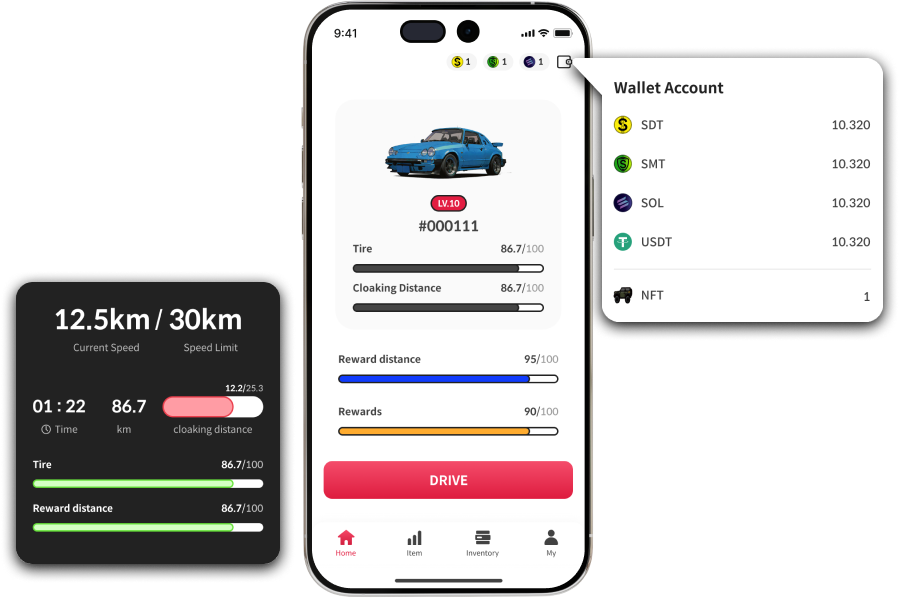 9:41
1 1 1
LV.10
#000111
Tire 86.7/100
Cloaking Distance 86.7/100
Reward distance 95/100
Rewards 90/100
DRIVE
Home Item Inventory My
Wallet Account
SDT 10.320
SMT 10.320
SOL 10.320
USDT 10.320
NFT 1
12.5km / 30km
Current Speed Speed Limit
12.2/25.3
01 : 22 86.7
Time km cloaking distance
Tire 86.7/100
Reward distance 86.7/100